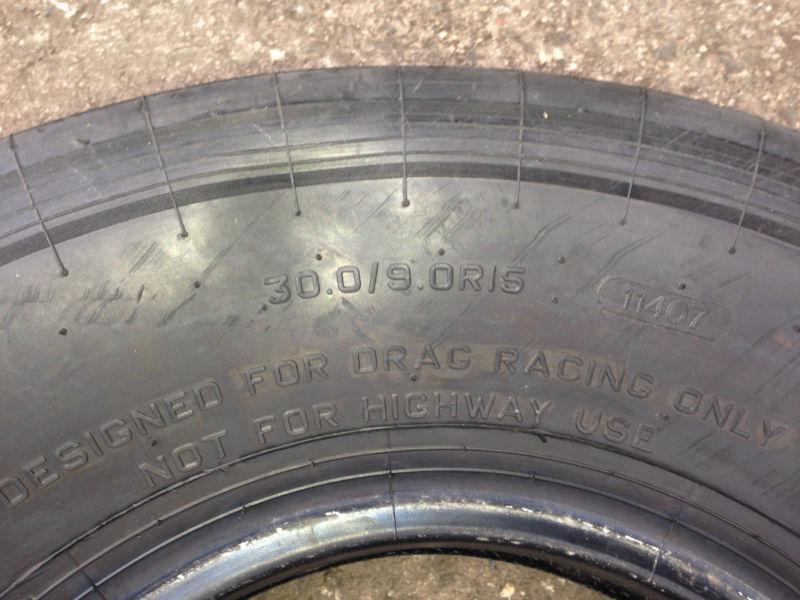 30.0/9.0R15
11407
DESIGNED FOR DRAG RACING ONLY
NOT FOR HIGHWAY USE